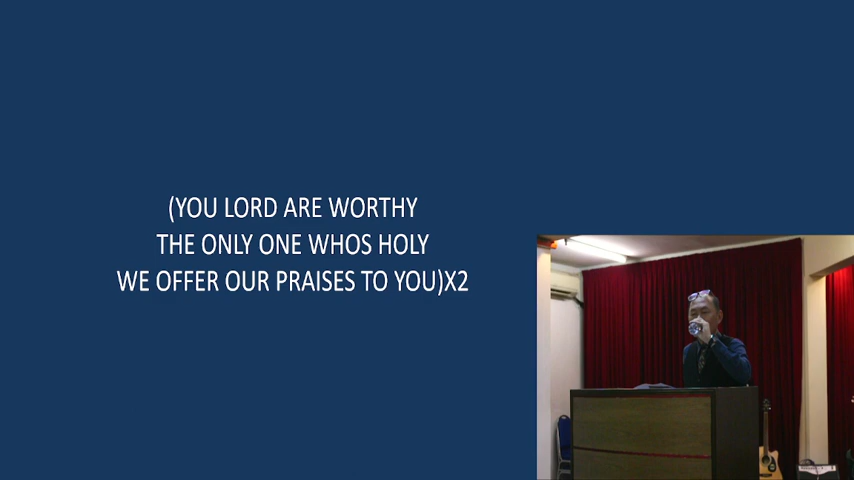 (YOU LORD ARE WORTHY
THE ONLY ONE WHOS HOLY
WE OFFER OUR PRAISES TO YOU)X2